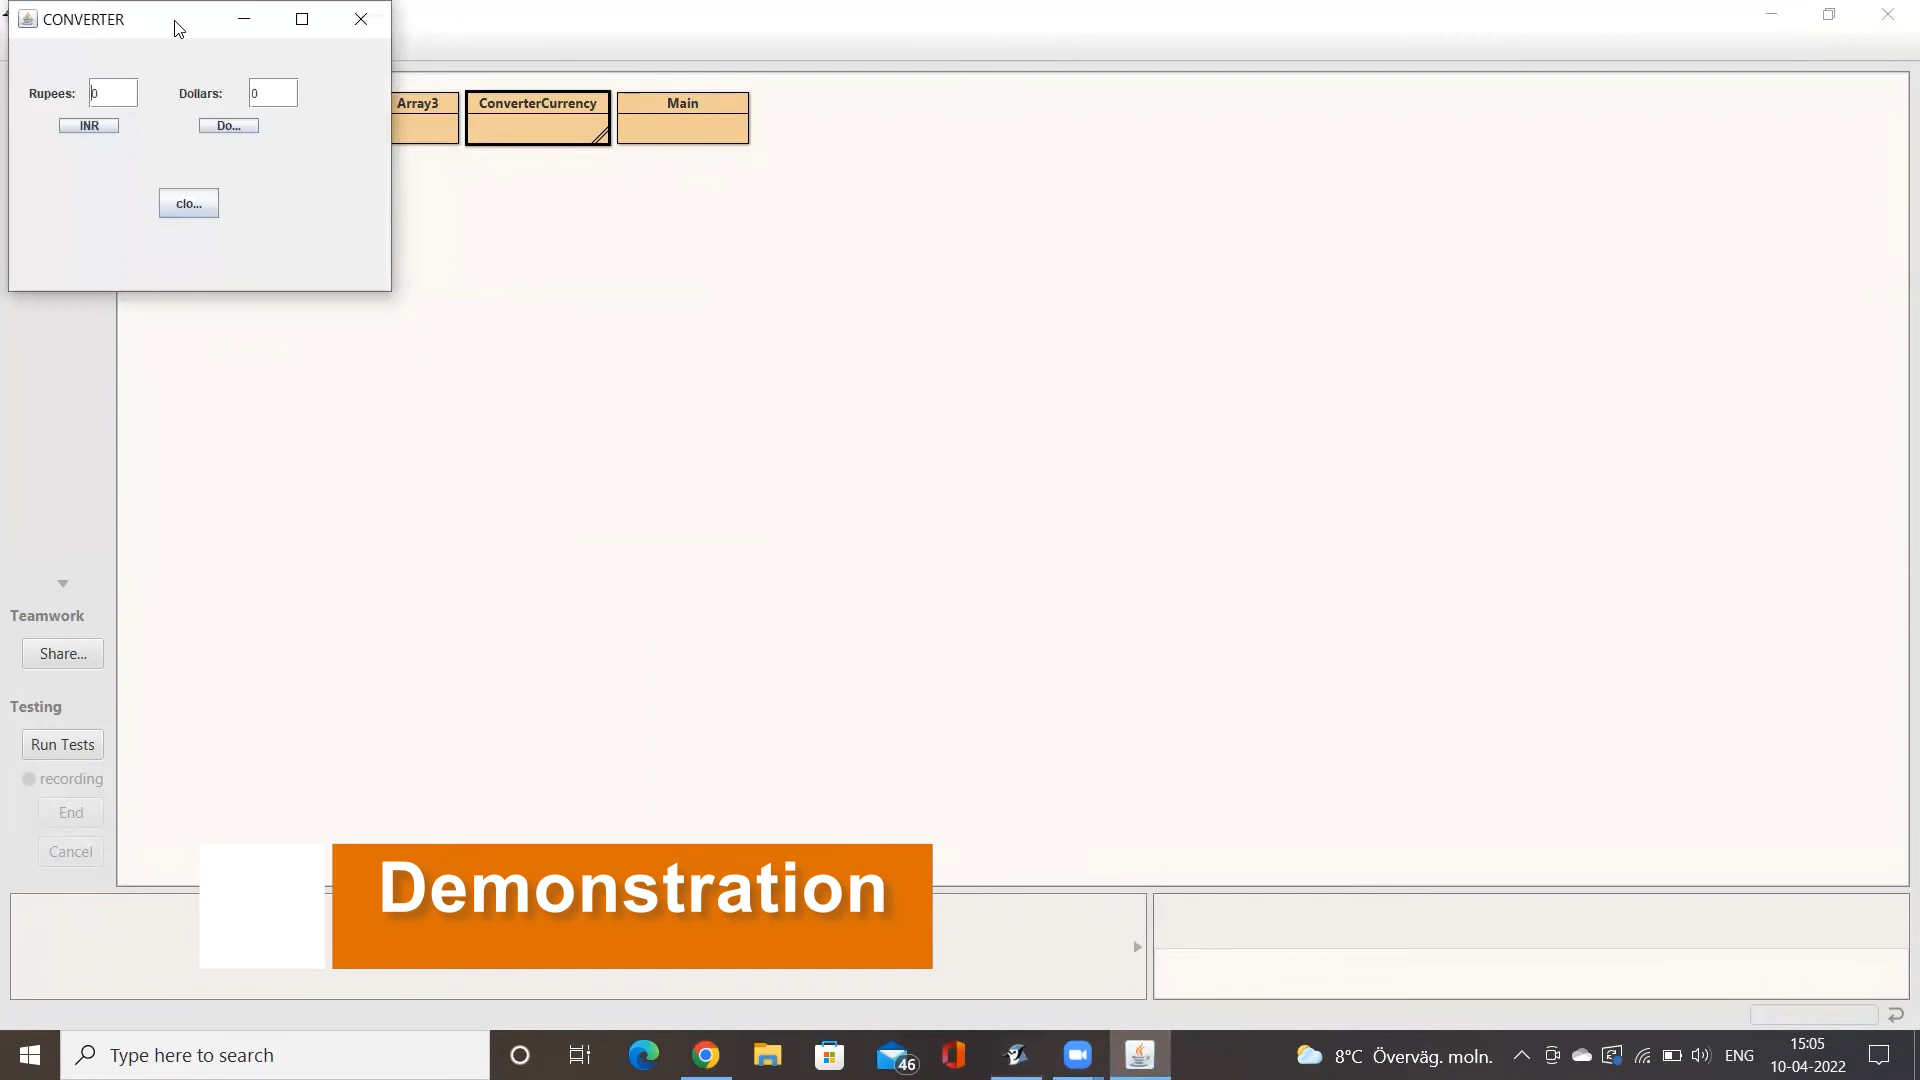 CONVERTER
Rupees: 0 Dollars: 0
INR Do...
clo...
Array3 ConverterCurrency Main
Teamwork
Share...
Testing
Run Tests
recording
End
Cancel
Demonstration
Type here to search
46
8°C Överväg. moln.
ENG
15:05
10-04-2022